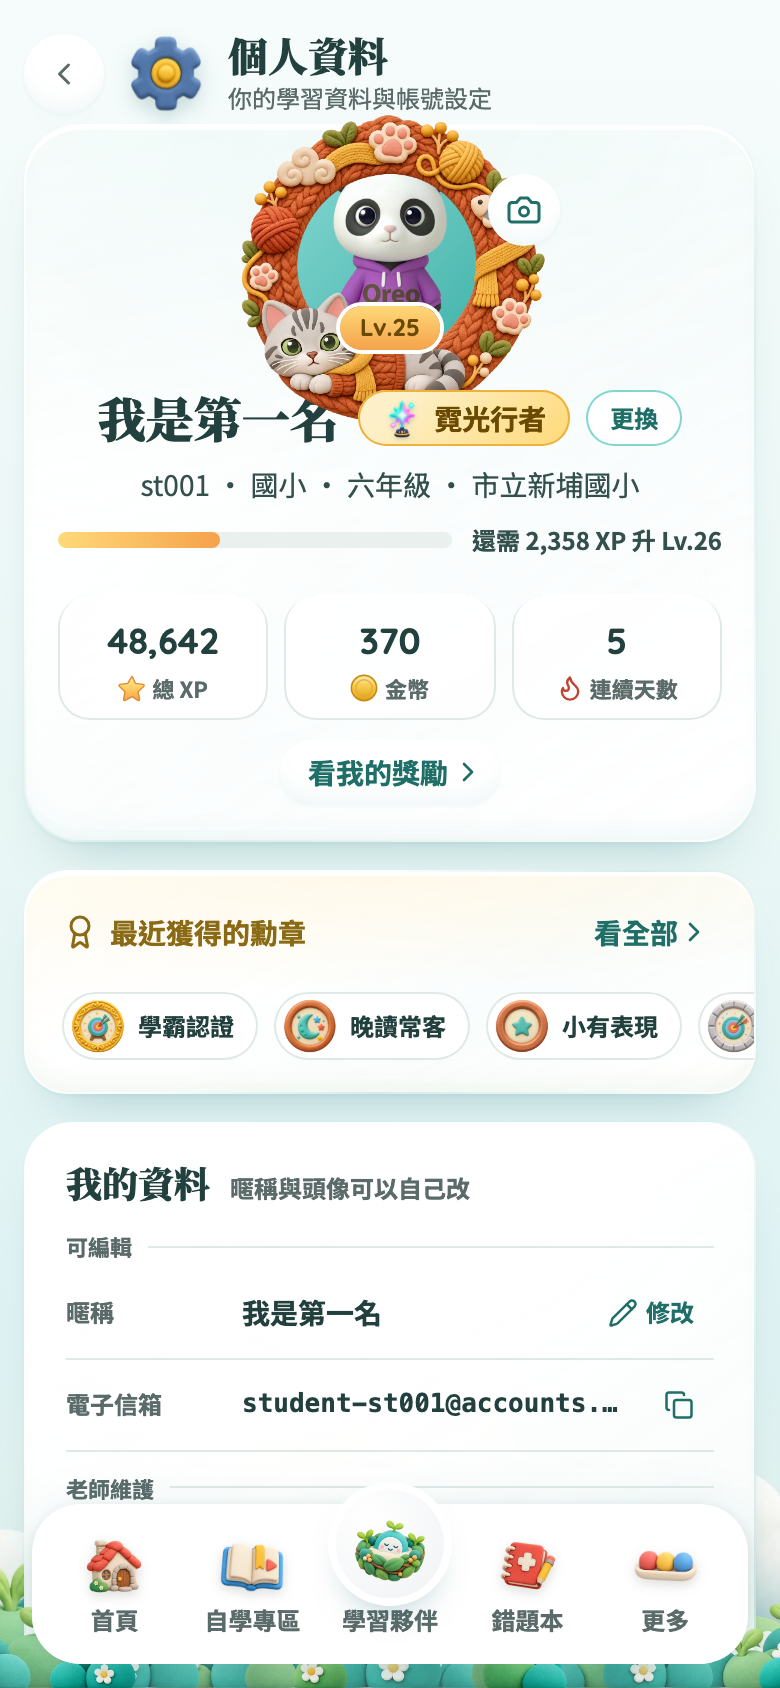 個人資料
你的學習資料與帳號設定
Oreo
Lv.25
我是第一名 霓光行者 更換
st001 • 國小 • 六年級 • 市立新埔國小
還需 2,358 XP 升 Lv.26
48,642 370 5
總 XP 金幣 連續天數
看我的獎勵
最近獲得的勳章 看全部
學霸認證 晚讀常客 小有表現
我的資料 暱稱與頭像可以自己改
可編輯
暱稱 我是第一名 修改
電子信箱 student-st001@accounts.…
老師維護
首頁 自學專區 學習夥伴 錯題本 更多